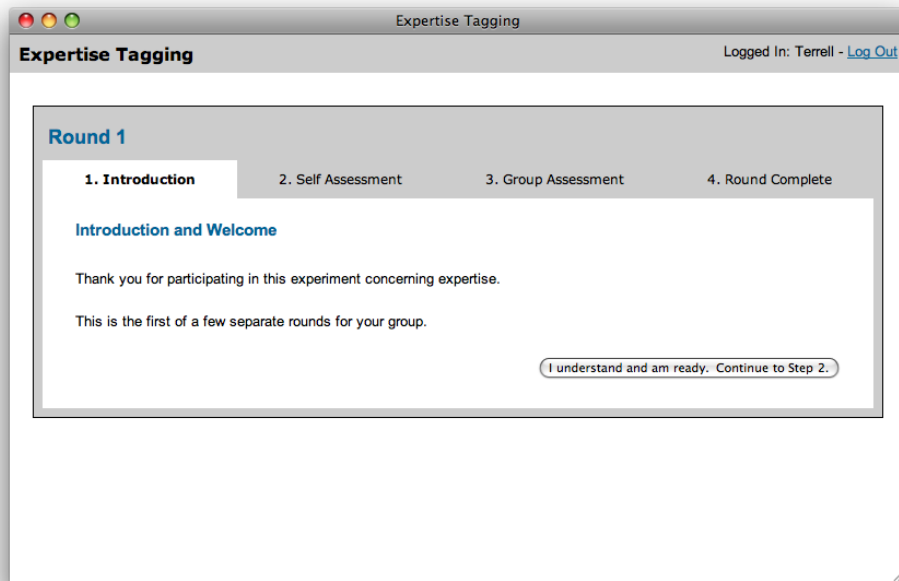 Expertise Tagging
Expertise Tagging
Logged In: Terrell - Log Out
Round 1
1. Introduction
2. Self Assessment
3. Group Assessment
4. Round Complete
Introduction and Welcome
Thank you for participating in this experiment concerning expertise.
This is the first of a few separate rounds for your group.
I understand and am ready. Continue to Step 2.